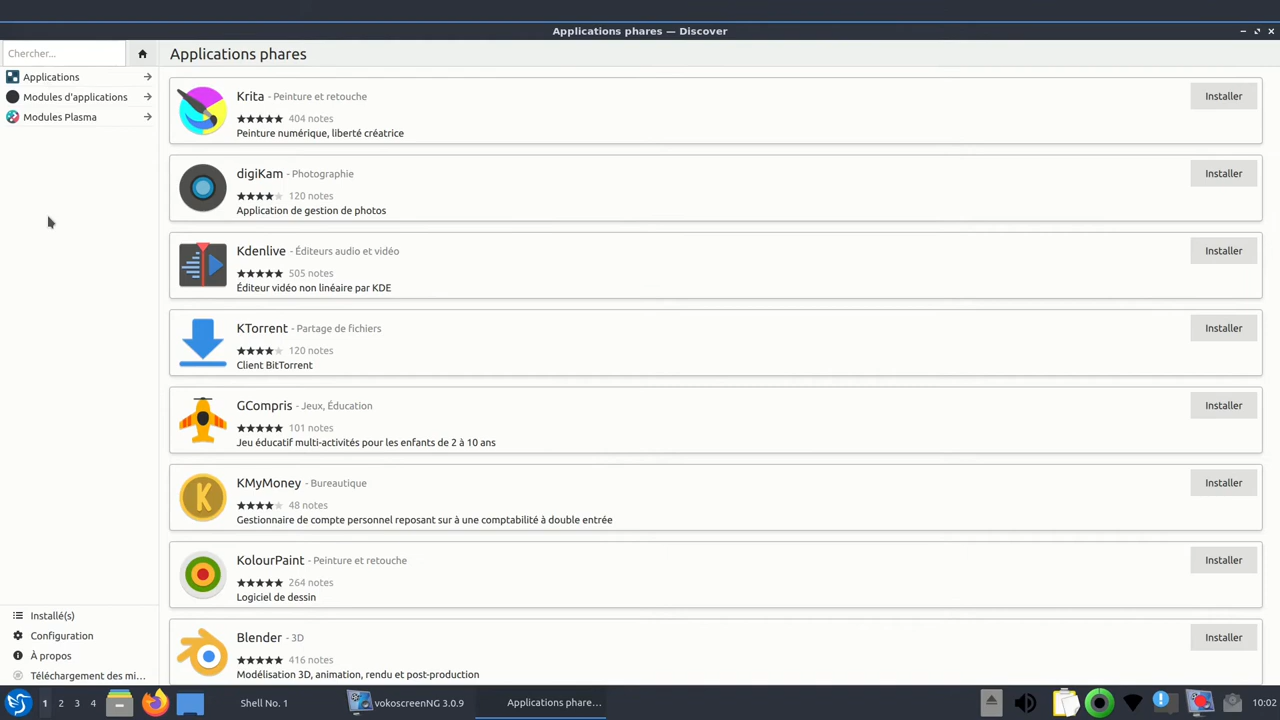 Applications phares — Discover
Chercher...
Applications phares
Applications
Modules d'applications
Modules Plasma
Krita - Peinture et retouche
Installer
404 notes
Peinture numérique, liberté créatrice
digiKam - Photographie
Installer
120 notes
Application de gestion de photos
Kdenlive - Éditeurs audio et vidéo
Installer
505 notes
Éditeur vidéo non linéaire par KDE
KTorrent - Partage de fichiers
Installer
120 notes
Client BitTorrent
GCompris - Jeux, Éducation
Installer
101 notes
Jeu éducatif multi-activités pour les enfants de 2 à 10 ans
KMyMoney - Bureautique
Installer
48 notes
Gestionnaire de compte personnel reposant sur à une comptabilité à double entrée
KolourPaint - Peinture et retouche
Installer
264 notes
Logiciel de dessin
Blender - 3D
Installer
416 notes
Modélisation 3D, animation, rendu et post-production
Installé(s)
Configuration
À propos
Téléchargement des mi...
1 2 3 4
Shell No. 1
vokoscreenNG 3.0.9
Applications phare...
10:02